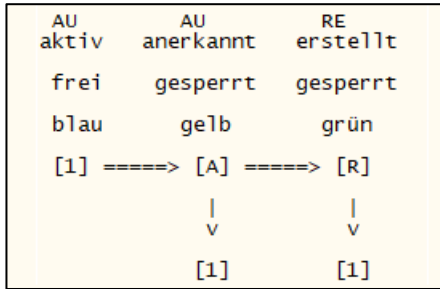 AU AU RE
aktiv anerkannt erstellt
frei gesperrt gesperrt
blau gelb grün
[1] =====> [A] =====> [R]
| |
v v
[1] [1]